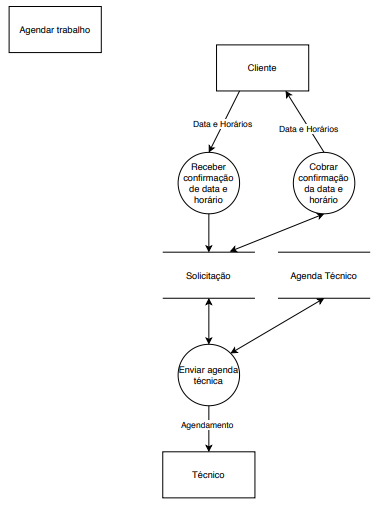 Agendar trabalho
Cliente
Data e Horários
Data e Horários
Receber
confirmação
de data e
horário
Cobrar
confirmação
da data e
horário
Solicitação
Agenda Técnico
Enviar agenda
técnica
Agendamento
Técnico